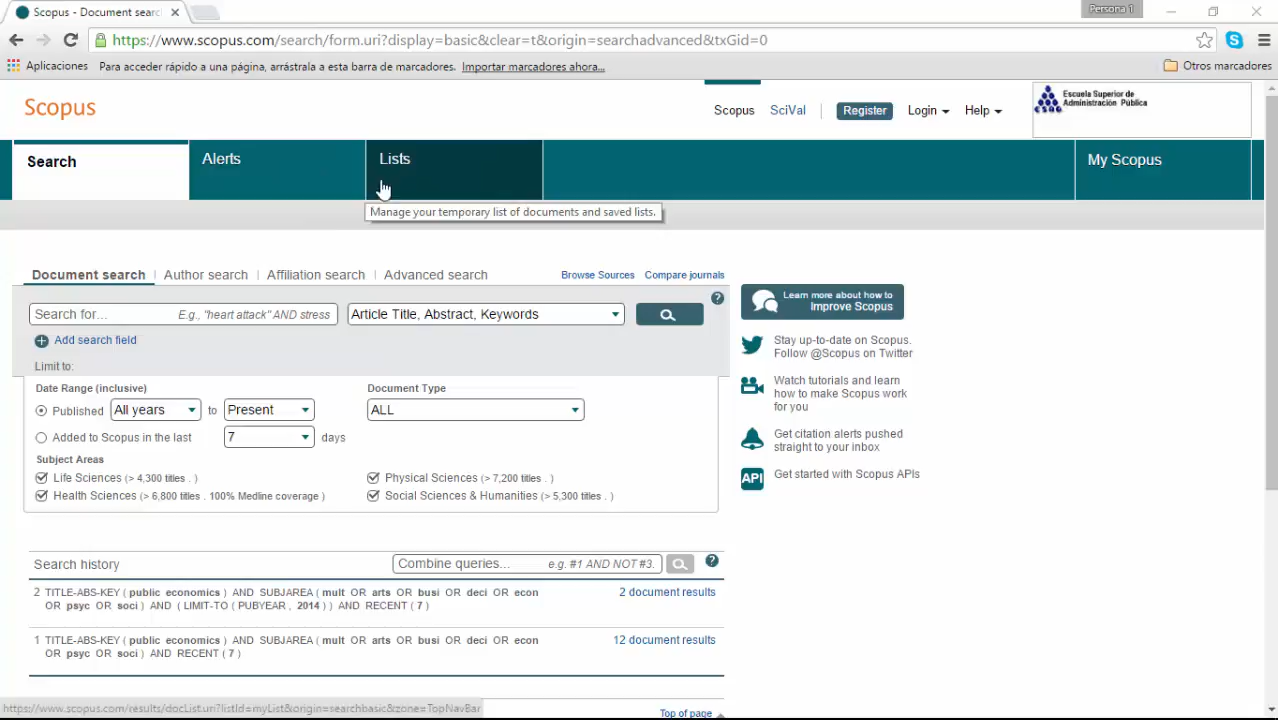 Scopus - Document searc
Persona 1
https://www.scopus.com/search/form.uri?display=basic&clear=t&origin=searchadvanced&txGid=0
Aplicaciones Para acceder rápido a una página, arrástrala a esta barra de marcadores. Importar marcadores ahora... Otros marcadores
Scopus
Scopus SciVal | Register Login Help
Escuela Superior de
Administración Pública
Search Alerts Lists My Scopus
Manage your temporary list of documents and saved lists.
Document search | Author search | Affiliation search | Advanced search Browse Sources Compare journals
Search for... E.g., "heart attack" AND stress Article Title, Abstract, Keywords
Add search field
Limit to:
Date Range (inclusive) Document Type
Published All years to Present ALL
Added to Scopus in the last 7 days
Subject Areas
Life Sciences (> 4,300 titles . ) Physical Sciences (> 7,200 titles . )
Health Sciences (> 6,800 titles . 100% Medline coverage ) Social Sciences & Humanities (> 5,300 titles . )
Learn more about how to
Improve Scopus
Stay up-to-date on Scopus.
Follow @Scopus on Twitter
Watch tutorials and learn
how to make Scopus work
for you
Get citation alerts pushed
straight to your inbox
API Get started with Scopus APIs
Search history Combine queries... e.g. #1 AND NOT #3.
2 TITLE-ABS-KEY ( public economics ) AND SUBJAREA ( mult OR arts OR busi OR deci OR econ 2 document results
OR psyc OR soci ) AND ( LIMIT-TO ( PUBYEAR , 2014 ) ) AND RECENT ( 7 )
1 TITLE-ABS-KEY ( public economics ) AND SUBJAREA ( mult OR arts OR busi OR deci OR econ 12 document results
OR psyc OR soci ) AND RECENT ( 7 )
https://www.scopus.com/results/docList.uri?listId=myList&origin=searchbasic&zone=TopNavBar
Top of page